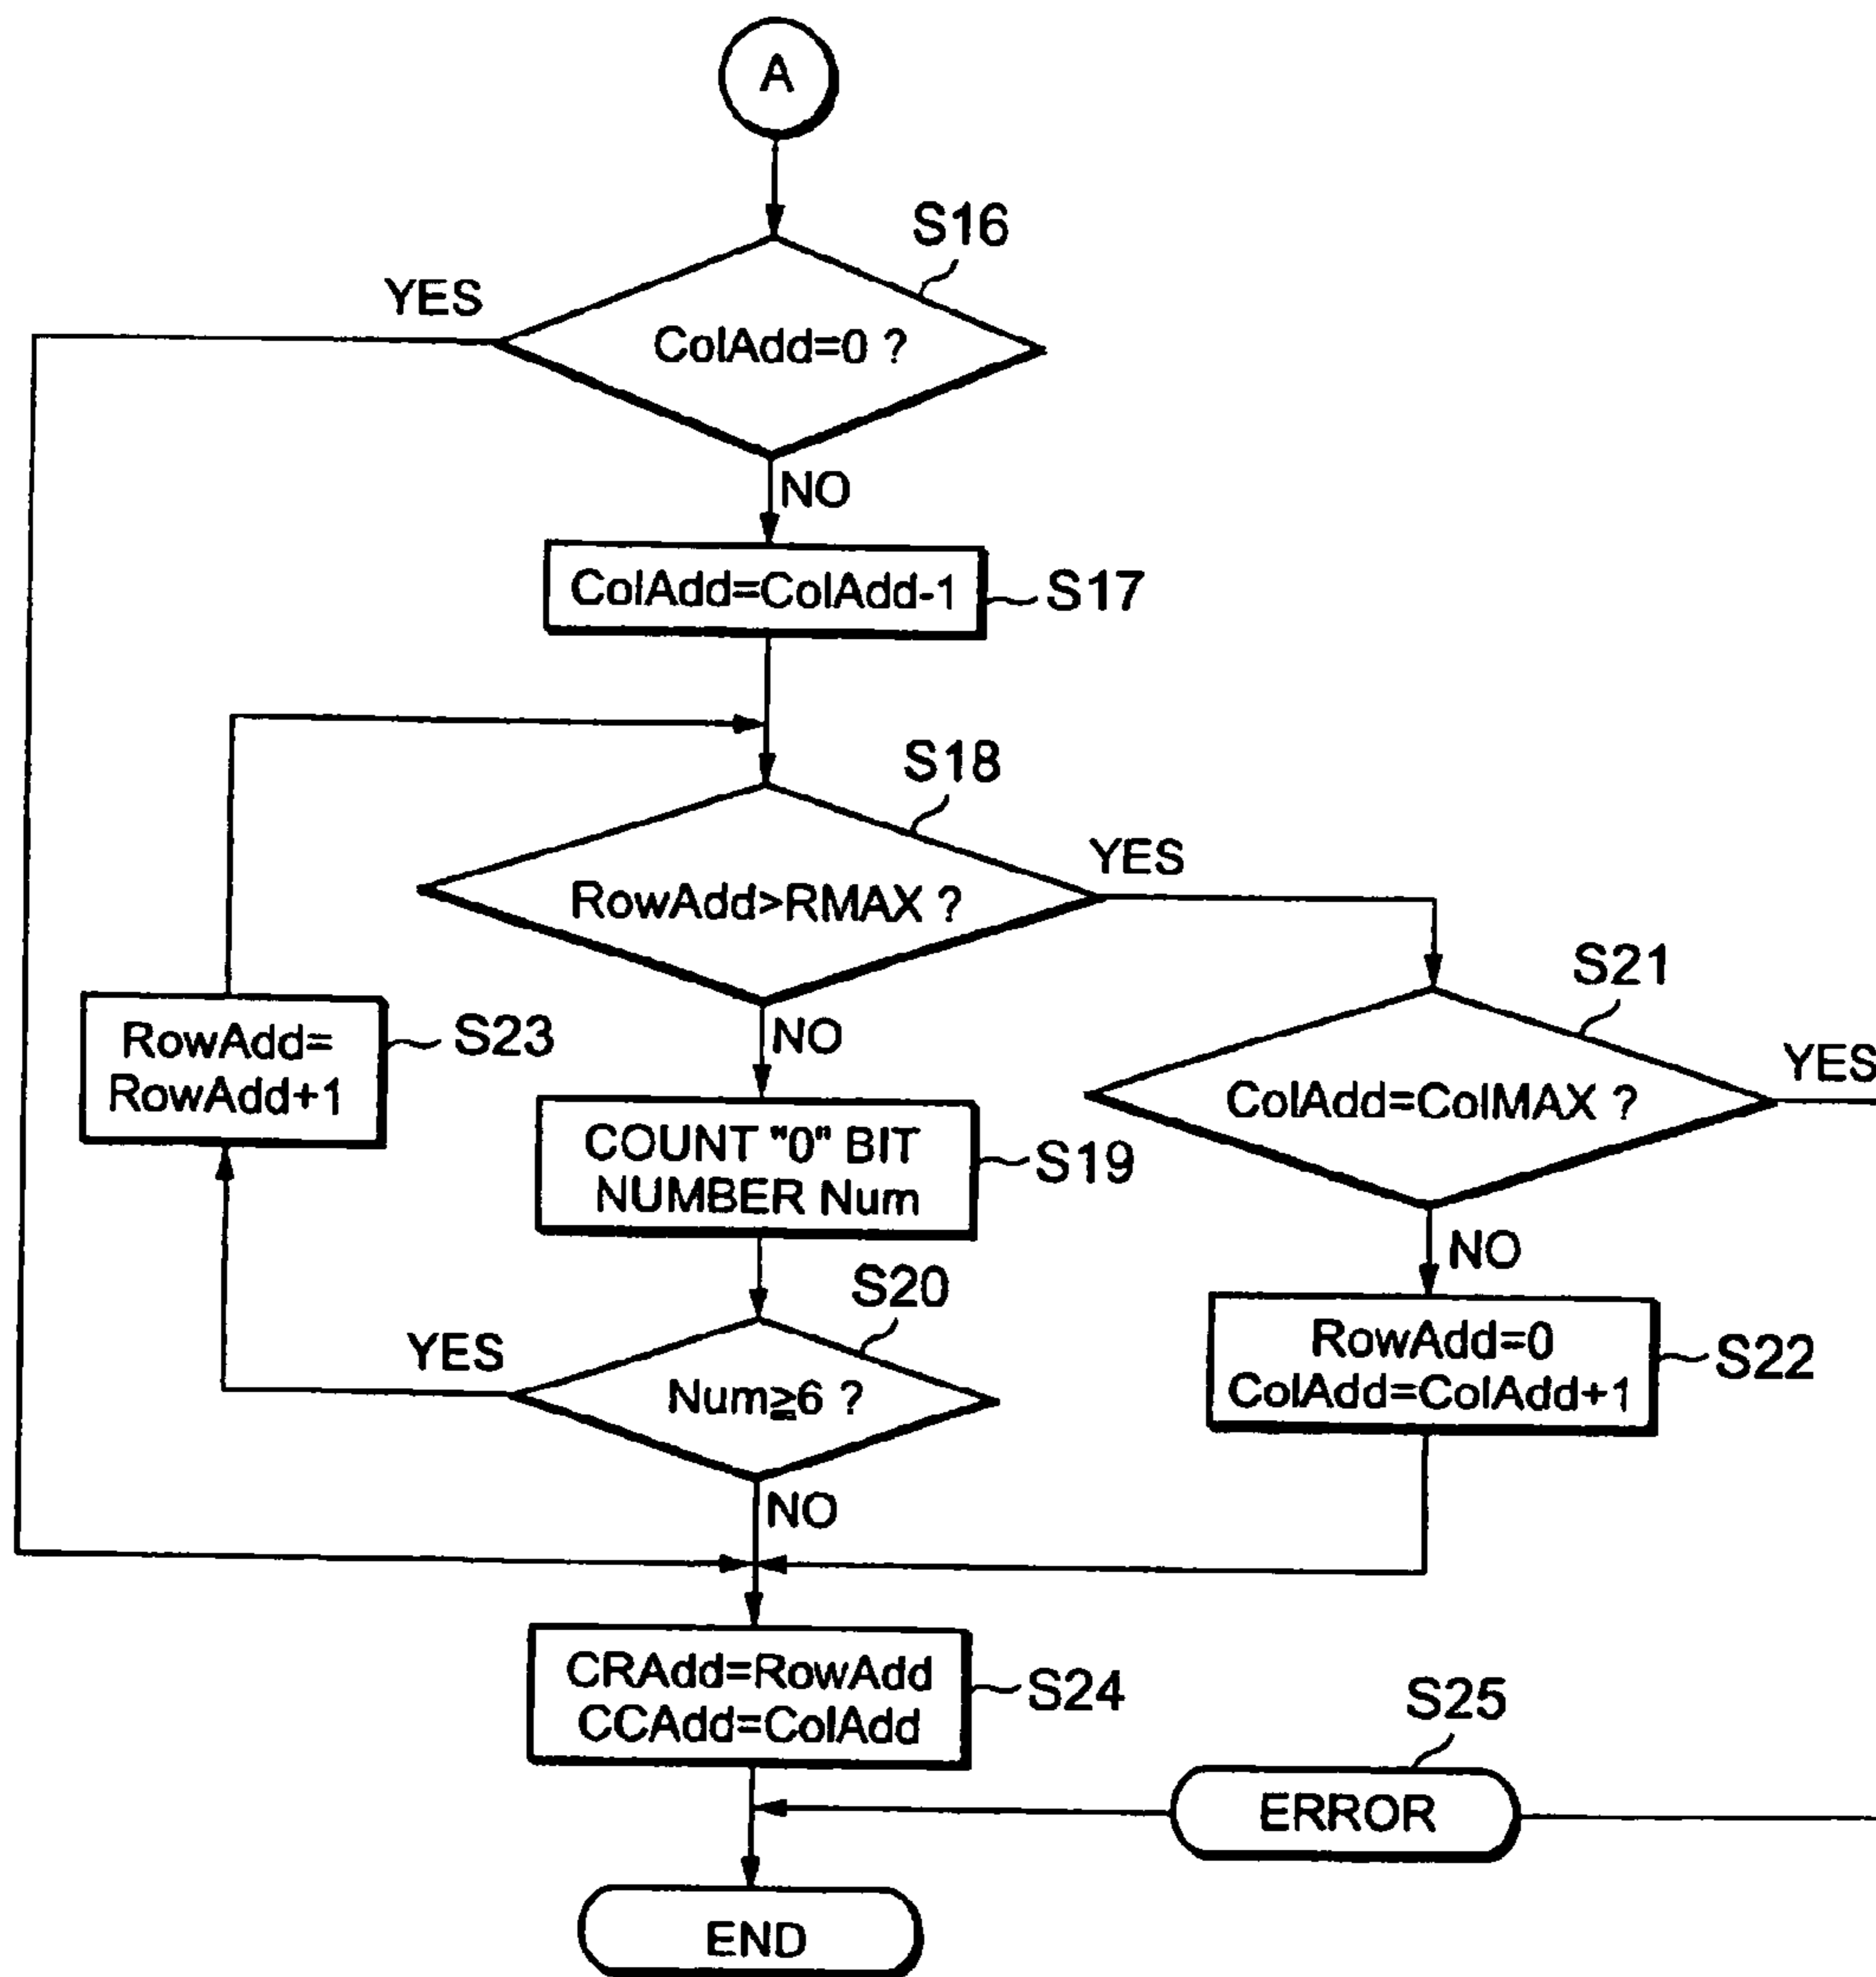 A
S16
YES
ColAdd=0 ?
NO
ColAdd=ColAdd-1
S17
S18
YES
RowAdd>RMAX ?
S21
RowAdd=
RowAdd+1
S23
NO
YES
ColAdd=ColMAX ?
COUNT "0" BIT
NUMBER Num
S19
NO
S20
YES
Num≧6 ?
RowAdd=0
ColAdd=ColAdd+1
S22
NO
CRAdd=RowAdd
CCAdd=ColAdd
S24
S25
ERROR
END